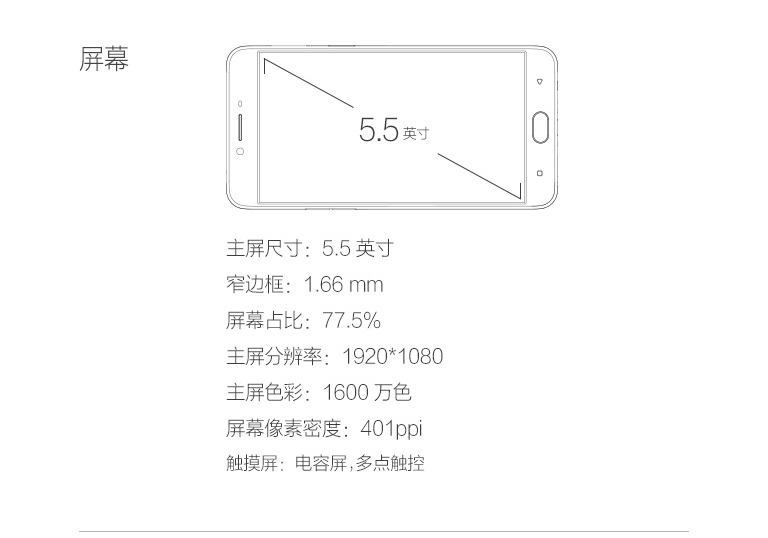 屏幕
5.5 英寸
主屏尺寸：5.5 英寸
窄边框：1.66 mm
屏幕占比：77.5%
主屏分辨率：1920*1080
主屏色彩：1600 万色
屏幕像素密度：401ppi
触摸屏：电容屏,多点触控